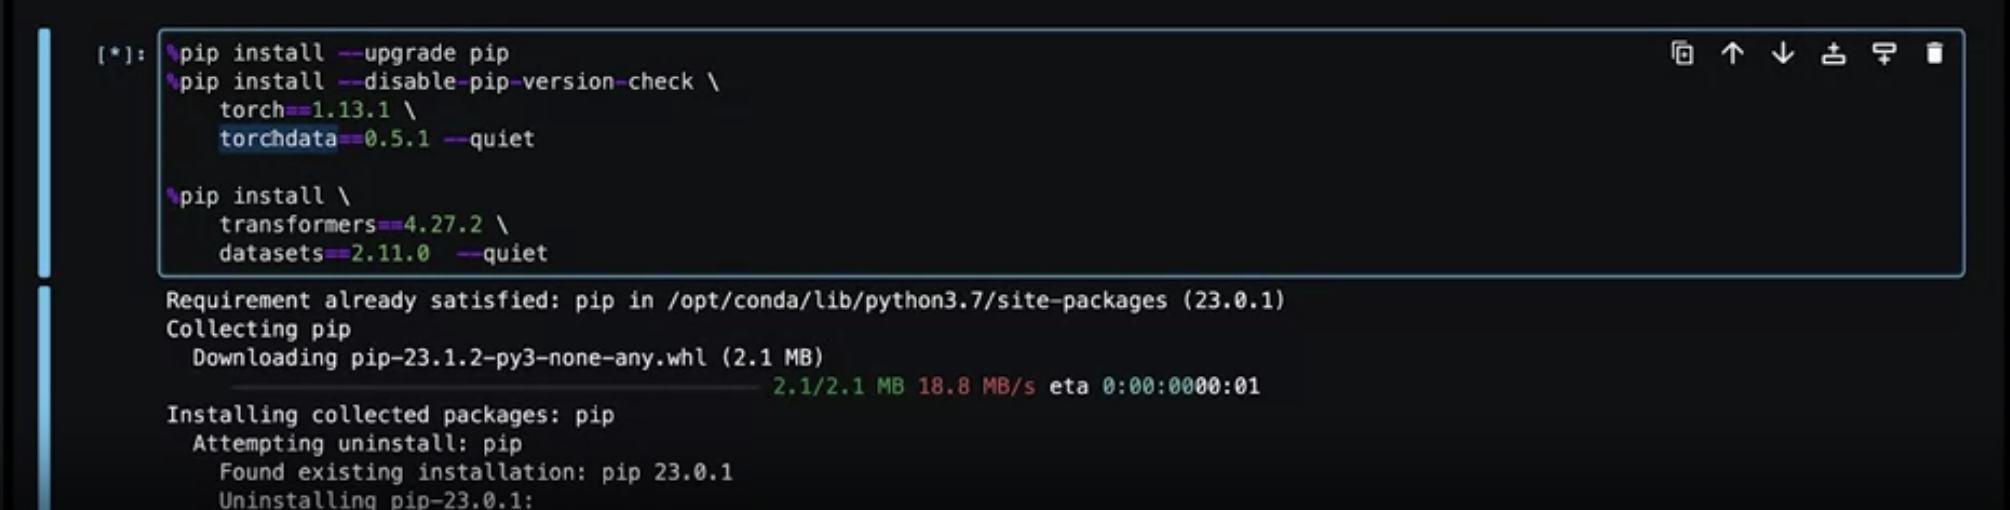 [*]: %pip install --upgrade pip
%pip install --disable-pip-version-check \
torch==1.13.1 \
torchdata==0.5.1 --quiet
%pip install \
transformers==4.27.2 \
datasets==2.11.0 --quiet
Requirement already satisfied: pip in /opt/conda/lib/python3.7/site-packages (23.0.1)
Collecting pip
Downloading pip-23.1.2-py3-none-any.whl (2.1 MB)
2.1/2.1 MB 18.8 MB/s eta 0:00:0000:01
Installing collected packages: pip
Attempting uninstall: pip
Found existing installation: pip 23.0.1
Uninstalling pip-23.0.1: